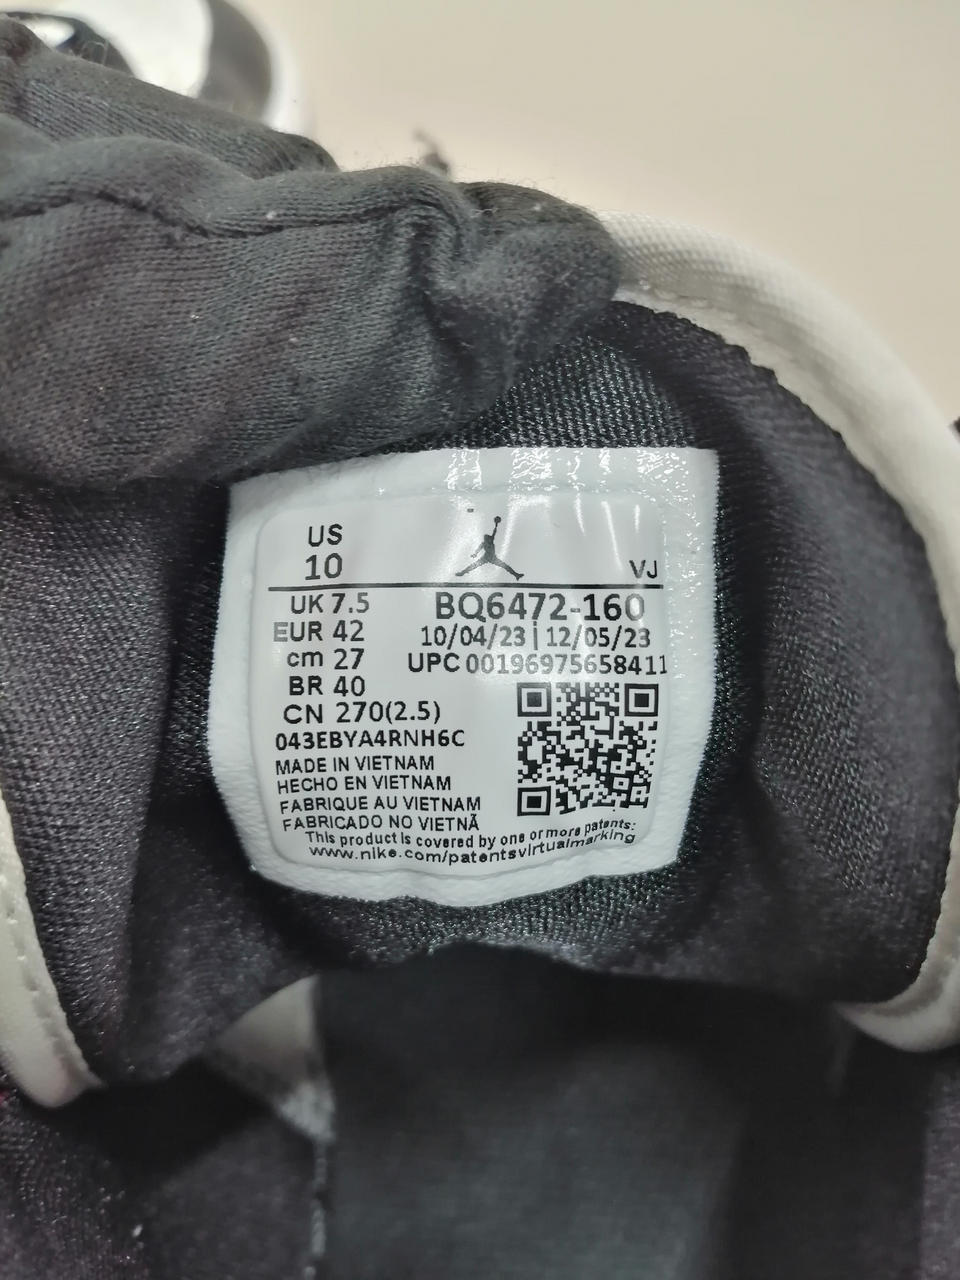 US
10
VJ
UK 7.5
BQ6472-160
EUR 42
10/04/23 | 12/05/23
cm 27
UPC 00196975658411
BR 40
CN 270(2.5)
043EBYA4RNH6C
MADE IN VIETNAM
HECHO EN VIETNAM
FABRIQUE AU VIETNAM
FABRICADO NO VIETNÃ
This product is covered by one or more patents:
www.nike.com/patentsvirtualmarking